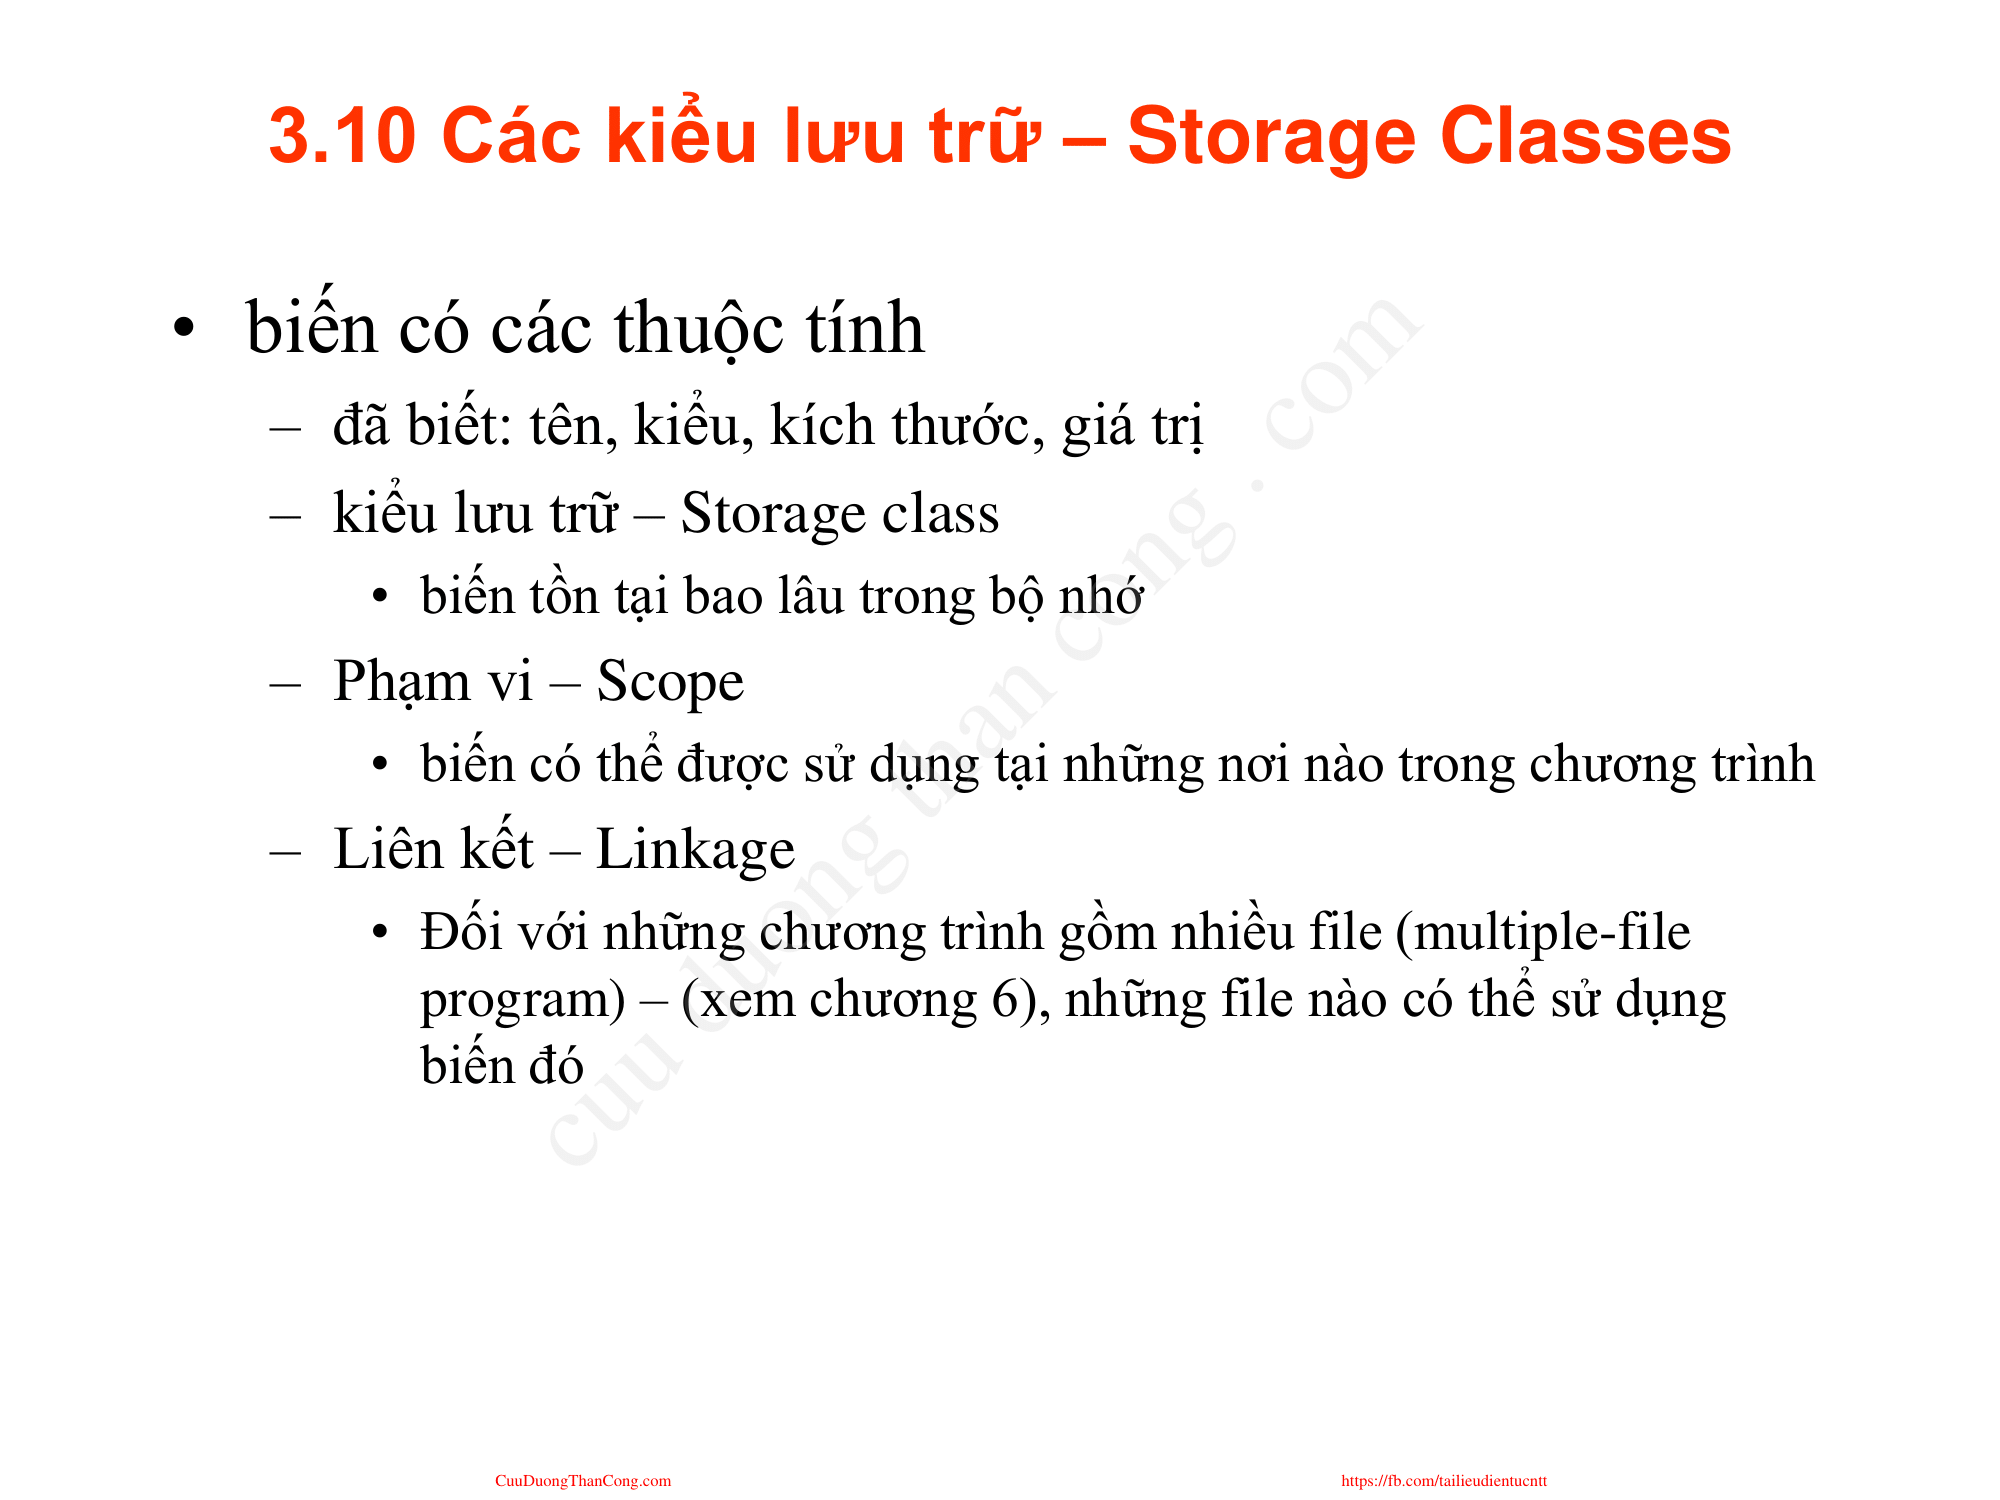 3.10 Các kiểu lưu trữ – Storage Classes
• biến có các thuộc tính
– đã biết: tên, kiểu, kích thước, giá trị
– kiểu lưu trữ – Storage class
• biến tồn tại bao lâu trong bộ nhớ
– Phạm vi – Scope
• biến có thể được sử dụng tại những nơi nào trong chương trình
– Liên kết – Linkage
• Đối với những chương trình gồm nhiều file (multiple-file
program) – (xem chương 6), những file nào có thể sử dụng
biến đó
cuu duong than cong . com
CuuDuongThanCong.com
https://fb.com/tailieudientucntt